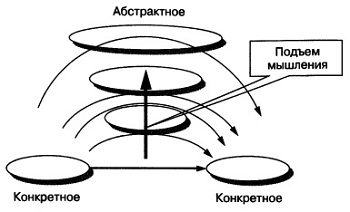 Абстрактное
Подъем
мышления
Конкретное
Конкретное